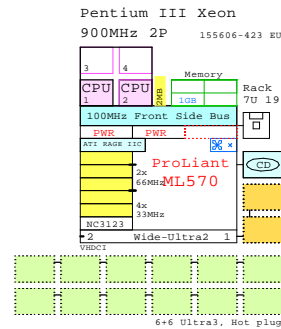 Pentium III Xeon
900MHz 2P 155606-423 EU
3 4
Memory
CPU CPU 2MB
1 2 1GB
Rack
7U 19
100MHz Front Side Bus
PWR PWR
ATI RAGE IIC ⌘ ×
ProLiant
ML570
CD
2x
66MHz
4x
33MHz
NC3123
2 Wide-Ultra2 1
VHDCI
6+6 Ultra3, Hot plug